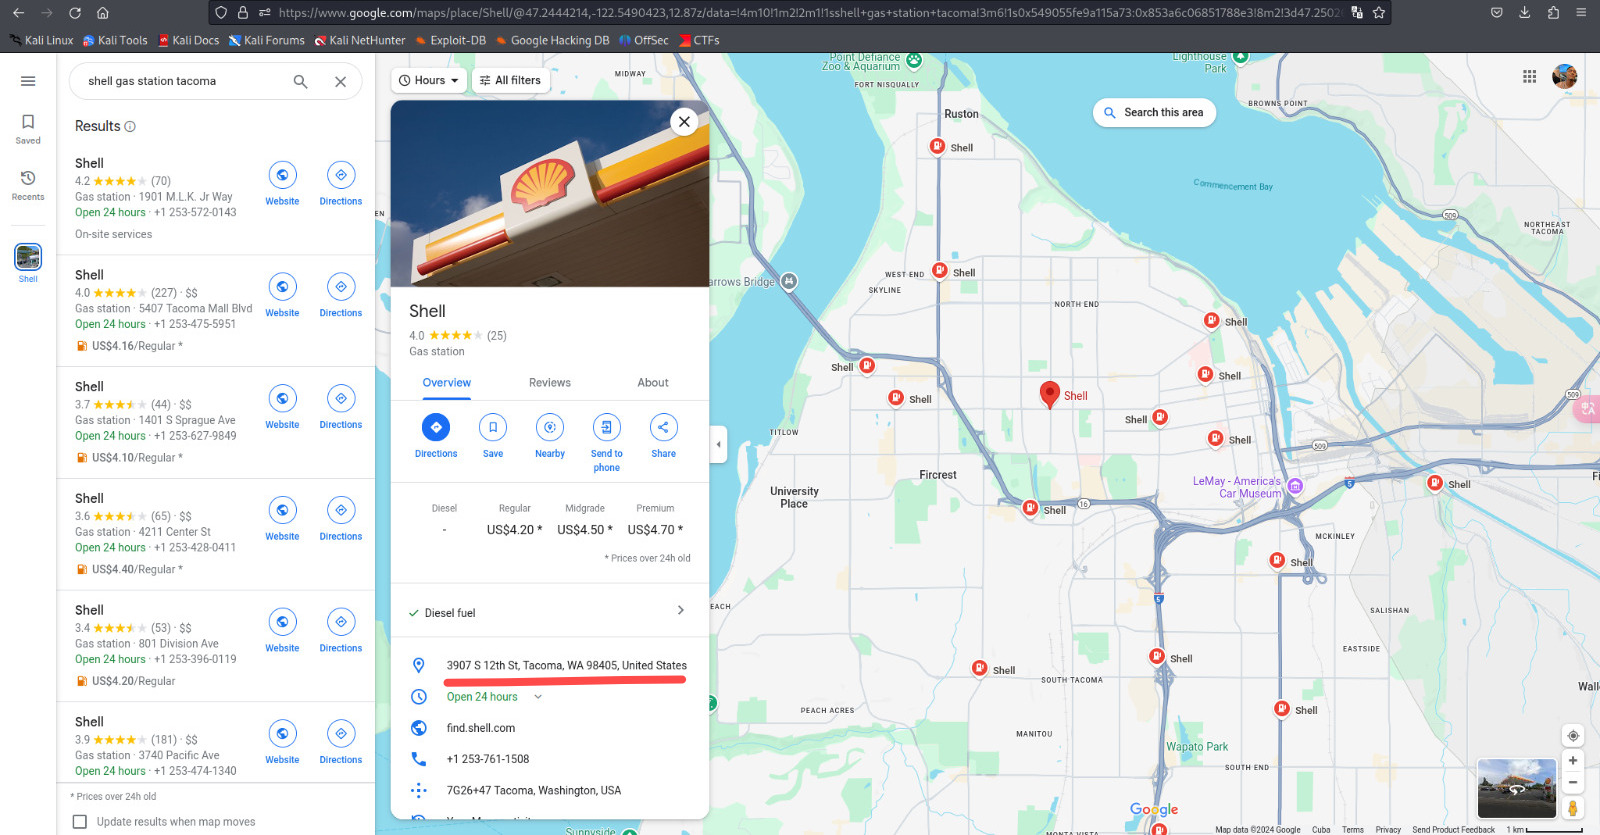 https://www.google.com/maps/place/Shell/@47.2444214,-122.5490423,12.87z/data=!4m10!1m2!2m1!1sshell+gas+station+tacoma!3m6!1s0x549055fe9a115a73:0x853a6c06851788e3!8m2!3d47.2502
Kali Linux Kali Tools Kali Docs Kali Forums Kali NetHunter Exploit-DB Google Hacking DB OffSec CTFs
Saved
Recents
Shell
shell gas station tacoma
Results
Shell
4.2 (70)
Gas station · 1901 M.L.K. Jr Way
Open 24 hours · +1 253-572-0143
On-site services
Website Directions
Shell
4.0 (227) · $$
Gas station · 5407 Tacoma Mall Blvd
Open 24 hours · +1 253-475-5951
US$4.16/Regular *
Website Directions
Shell
3.7 (44) · $$
Gas station · 1401 S Sprague Ave
Open 24 hours · +1 253-627-9849
US$4.10/Regular *
Website Directions
Shell
3.6 (65) · $$
Gas station · 4211 Center St
Open 24 hours · +1 253-428-0411
US$4.40/Regular *
Website Directions
Shell
3.4 (53) · $$
Gas station · 801 Division Ave
Open 24 hours · +1 253-396-0119
US$4.20/Regular
Website Directions
Shell
3.9 (181) · $$
Gas station · 3740 Pacific Ave
Open 24 hours · +1 253-474-1340
Website Directions
* Prices over 24h old
Update results when map moves
Hours All filters
Shell
4.0 (25)
Gas station
Overview Reviews About
Directions Save Nearby Send to phone Share
Diesel Regular Midgrade Premium
- US$4.20 * US$4.50 * US$4.70 *
* Prices over 24h old
Diesel fuel
3907 S 12th St, Tacoma, WA 98405, United States
Open 24 hours
find.shell.com
+1 253-761-1508
7G26+47 Tacoma, Washington, USA
Search this area
MIDWAY
Point Defiance
Zoo & Aquarium
FORT NISQUALLY
Lighthouse
Park
BROWNS POINT
Ruston
Shell
Commencement Bay
509
NORTHEAST
TACOMA
WEST END
Shell
SKYLINE
arrows Bridge
NORTH END
Shell
Shell
Shell
Shell
Shell
Shell
509
TITLOW
Shell
509
Fircrest
LeMay - America's
Car Museum
5
Shell
University
Place
Shell
16
MCKINLEY
Shell
5
EACH
SALISHAN
EASTSIDE
Shell
Shell
SOUTH TACOMA
Walle
PEACH ACRES
Shell
MANITOU
Wapato Park
SOUTH END
Sunnyside
MONTA VISTA
Google
Map data ©2024 Google Cuba Terms Privacy Send Product Feedback 1 km